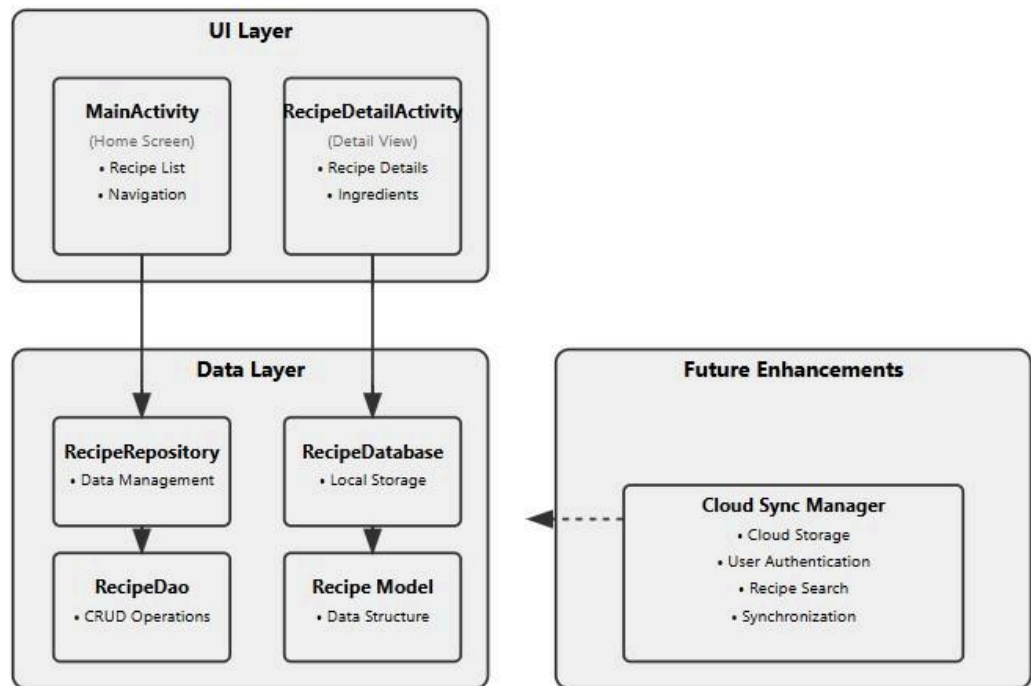 UI Layer
MainActivity
(Home Screen)
• Recipe List
• Navigation
RecipeDetailActivity
(Detail View)
• Recipe Details
• Ingredients
Data Layer
RecipeRepository
• Data Management
RecipeDatabase
• Local Storage
RecipeDao
• CRUD Operations
Recipe Model
• Data Structure
Future Enhancements
Cloud Sync Manager
• Cloud Storage
• User Authentication
• Recipe Search
• Synchronization